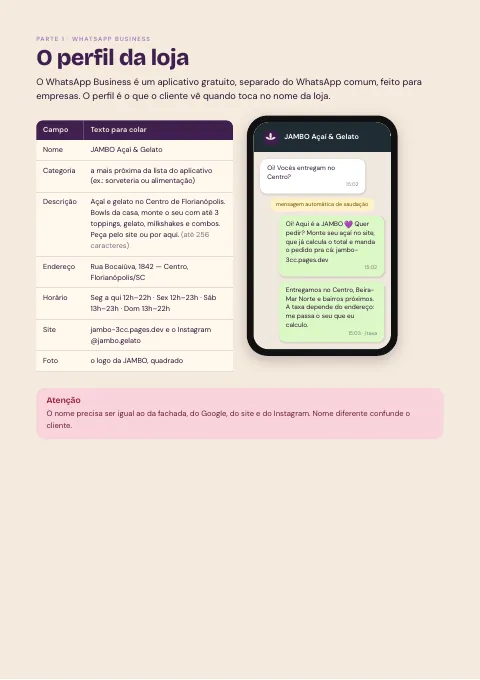 PARTE 1 · WHATSAPP BUSINESS
O perfil da loja
O WhatsApp Business é um aplicativo gratuito, separado do WhatsApp comum, feito para
empresas. O perfil é o que o cliente vê quando toca no nome da loja.
Campo Texto para colar
Nome JAMBO Açaí & Gelato
Categoria a mais próxima da lista do aplicativo
(ex.: sorveteria ou alimentação)
Descrição Açaí e gelato no Centro de Florianópolis.
Bowls da casa, monte o seu com até 3
toppings, gelato, milkshakes e combos.
Peça pelo site ou por aqui. (até 256
caracteres)
Endereço Rua Bocaiúva, 1842 — Centro,
Florianópolis/SC
Horário Seg a qui 12h–22h · Sex 12h–23h · Sáb
13h–23h · Dom 13h–22h
Site jambo-3cc.pages.dev e o Instagram
@jambo.gelato
Foto o logo da JAMBO, quadrado
JAMBO Açaí & Gelato
Oi! Vocês entregam no
Centro?
15:02
mensagem automática de saudação
Oi! Aqui é a JAMBO 💜 Quer
pedir? Monte seu açaí no site,
que já calcula o total e manda
o pedido pra cá: jambo-
3cc.pages.dev
15:02
Entregamos no Centro, Beira-
Mar Norte e bairros próximos.
A taxa depende do endereço:
me passa o seu que eu
calculo.
15:03 · /taxa
Atenção
O nome precisa ser igual ao da fachada, do Google, do site e do Instagram. Nome diferente confunde o
cliente.